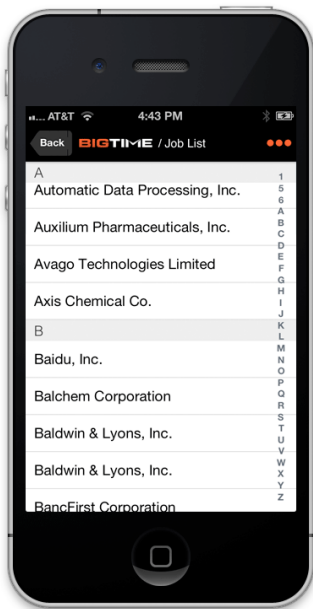 AT&T 4:43 PM
Back BIGTIME / Job List
A
Automatic Data Processing, Inc.
Auxilium Pharmaceuticals, Inc.
Avago Technologies Limited
Axis Chemical Co.
B
Baidu, Inc.
Balchem Corporation
Baldwin & Lyons, Inc.
Baldwin & Lyons, Inc.
BancFirst Corporation
1
5
6
A
B
C
D
E
F
G
H
I
J
K
L
M
N
O
P
Q
R
S
T
U
V
W
X
Y
Z